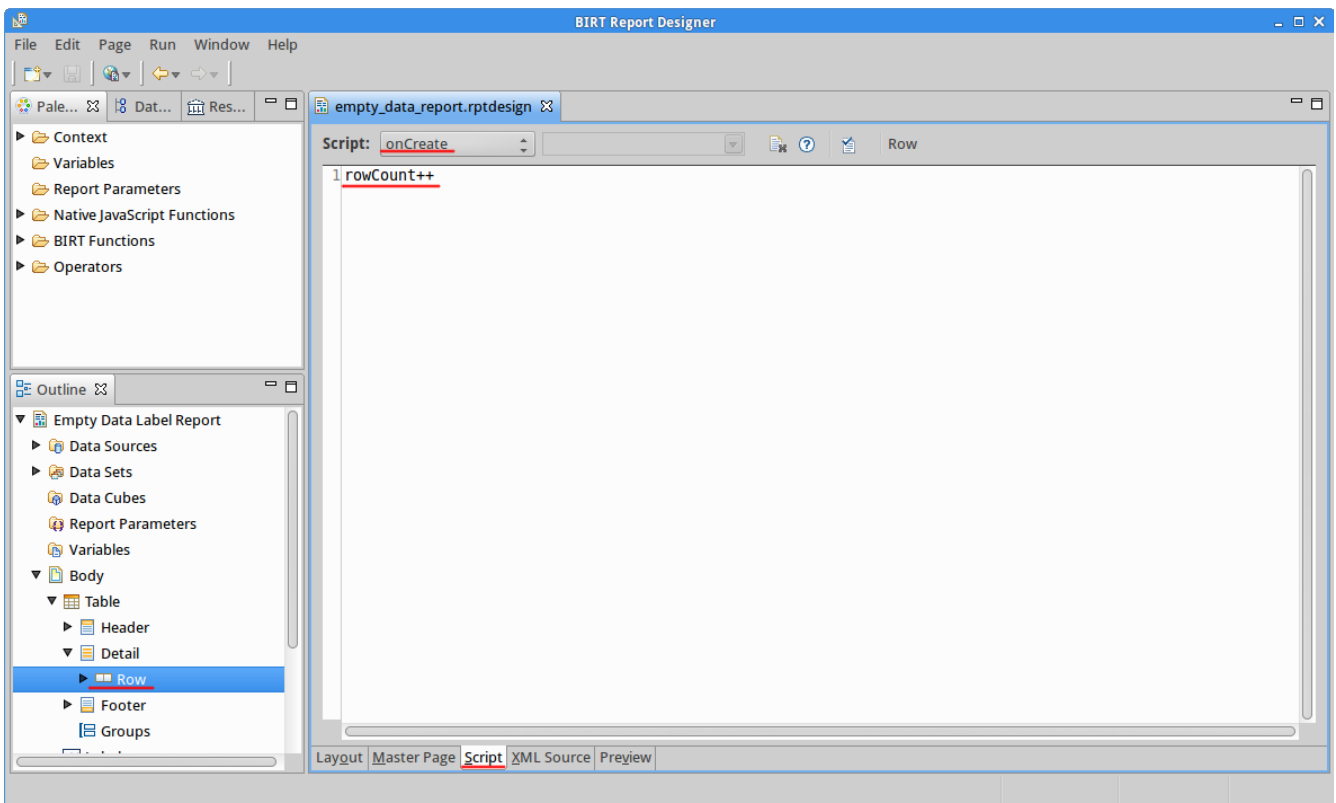 BIRT Report Designer
File Edit Page Run Window Help
Pale... Dat... Res...
empty_data_report.rptdesign
Context
Variables
Report Parameters
Native JavaScript Functions
BIRT Functions
Operators
Script: onCreate Row
1 rowCount++
Outline
Empty Data Label Report
Data Sources
Data Sets
Data Cubes
Report Parameters
Variables
Body
Table
Header
Detail
Row
Footer
Groups
Layout Master Page Script XML Source Preview